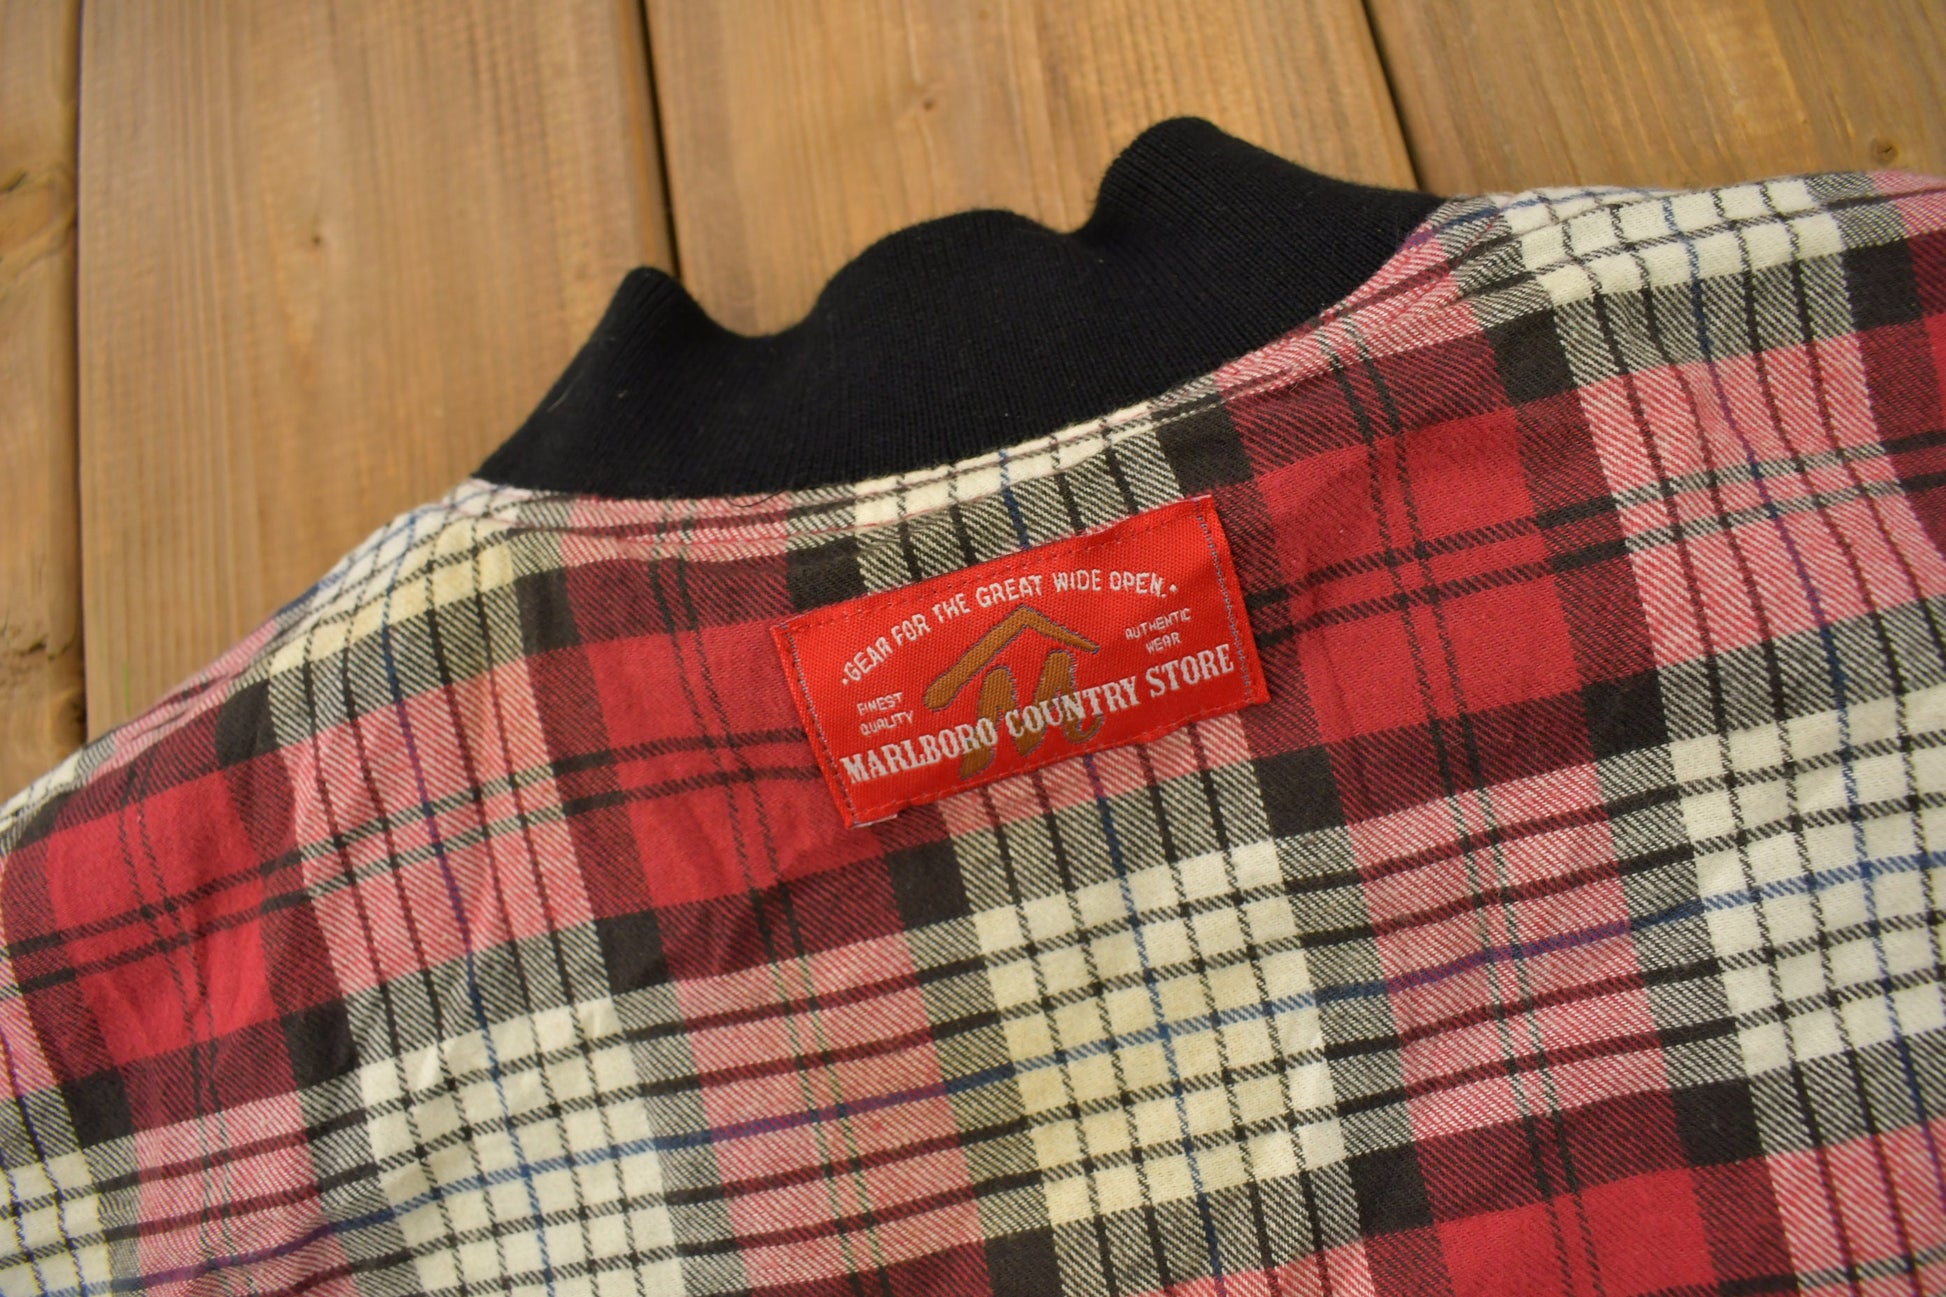 ·GEAR FOR THE GREAT WIDE OPEN.·
FINEST
QUALITY
AUTHENTIC
WEAR
M
MARLBORO COUNTRY STORE